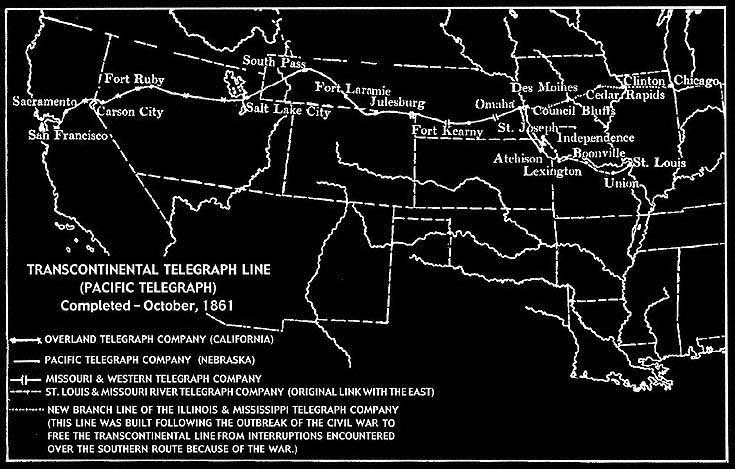 South Pass
Fort Ruby
Fort Laramie
Julesburg
Des Moines
Clinton
Chicago
Cedar Rapids
Sacramento
Carson City
Salt Lake City
Omaha
Council Bluffs
San Francisco
Fort Kearny
St. Joseph
Independence
Boonville
Atchison
Lexington
St. Louis
Union
TRANSCONTINENTAL TELEGRAPH LINE
(PACIFIC TELEGRAPH)
Completed - October, 1861
OVERLAND TELEGRAPH COMPANY (CALIFORNIA)
PACIFIC TELEGRAPH COMPANY (NEBRASKA)
MISSOURI & WESTERN TELEGRAPH COMPANY
ST. LOUIS & MISSOURI RIVER TELEGRAPH COMPANY (ORIGINAL LINK WITH THE EAST)
NEW BRANCH LINE OF THE ILLINOIS & MISSISSIPPI TELEGRAPH COMPANY
(THIS LINE WAS BUILT FOLLOWING THE OUTBREAK OF THE CIVIL WAR TO
FREE THE TRANSCONTINENTAL LINE FROM INTERRUPTIONS ENCOUNTERED
OVER THE SOUTHERN ROUTE BECAUSE OF THE WAR.)